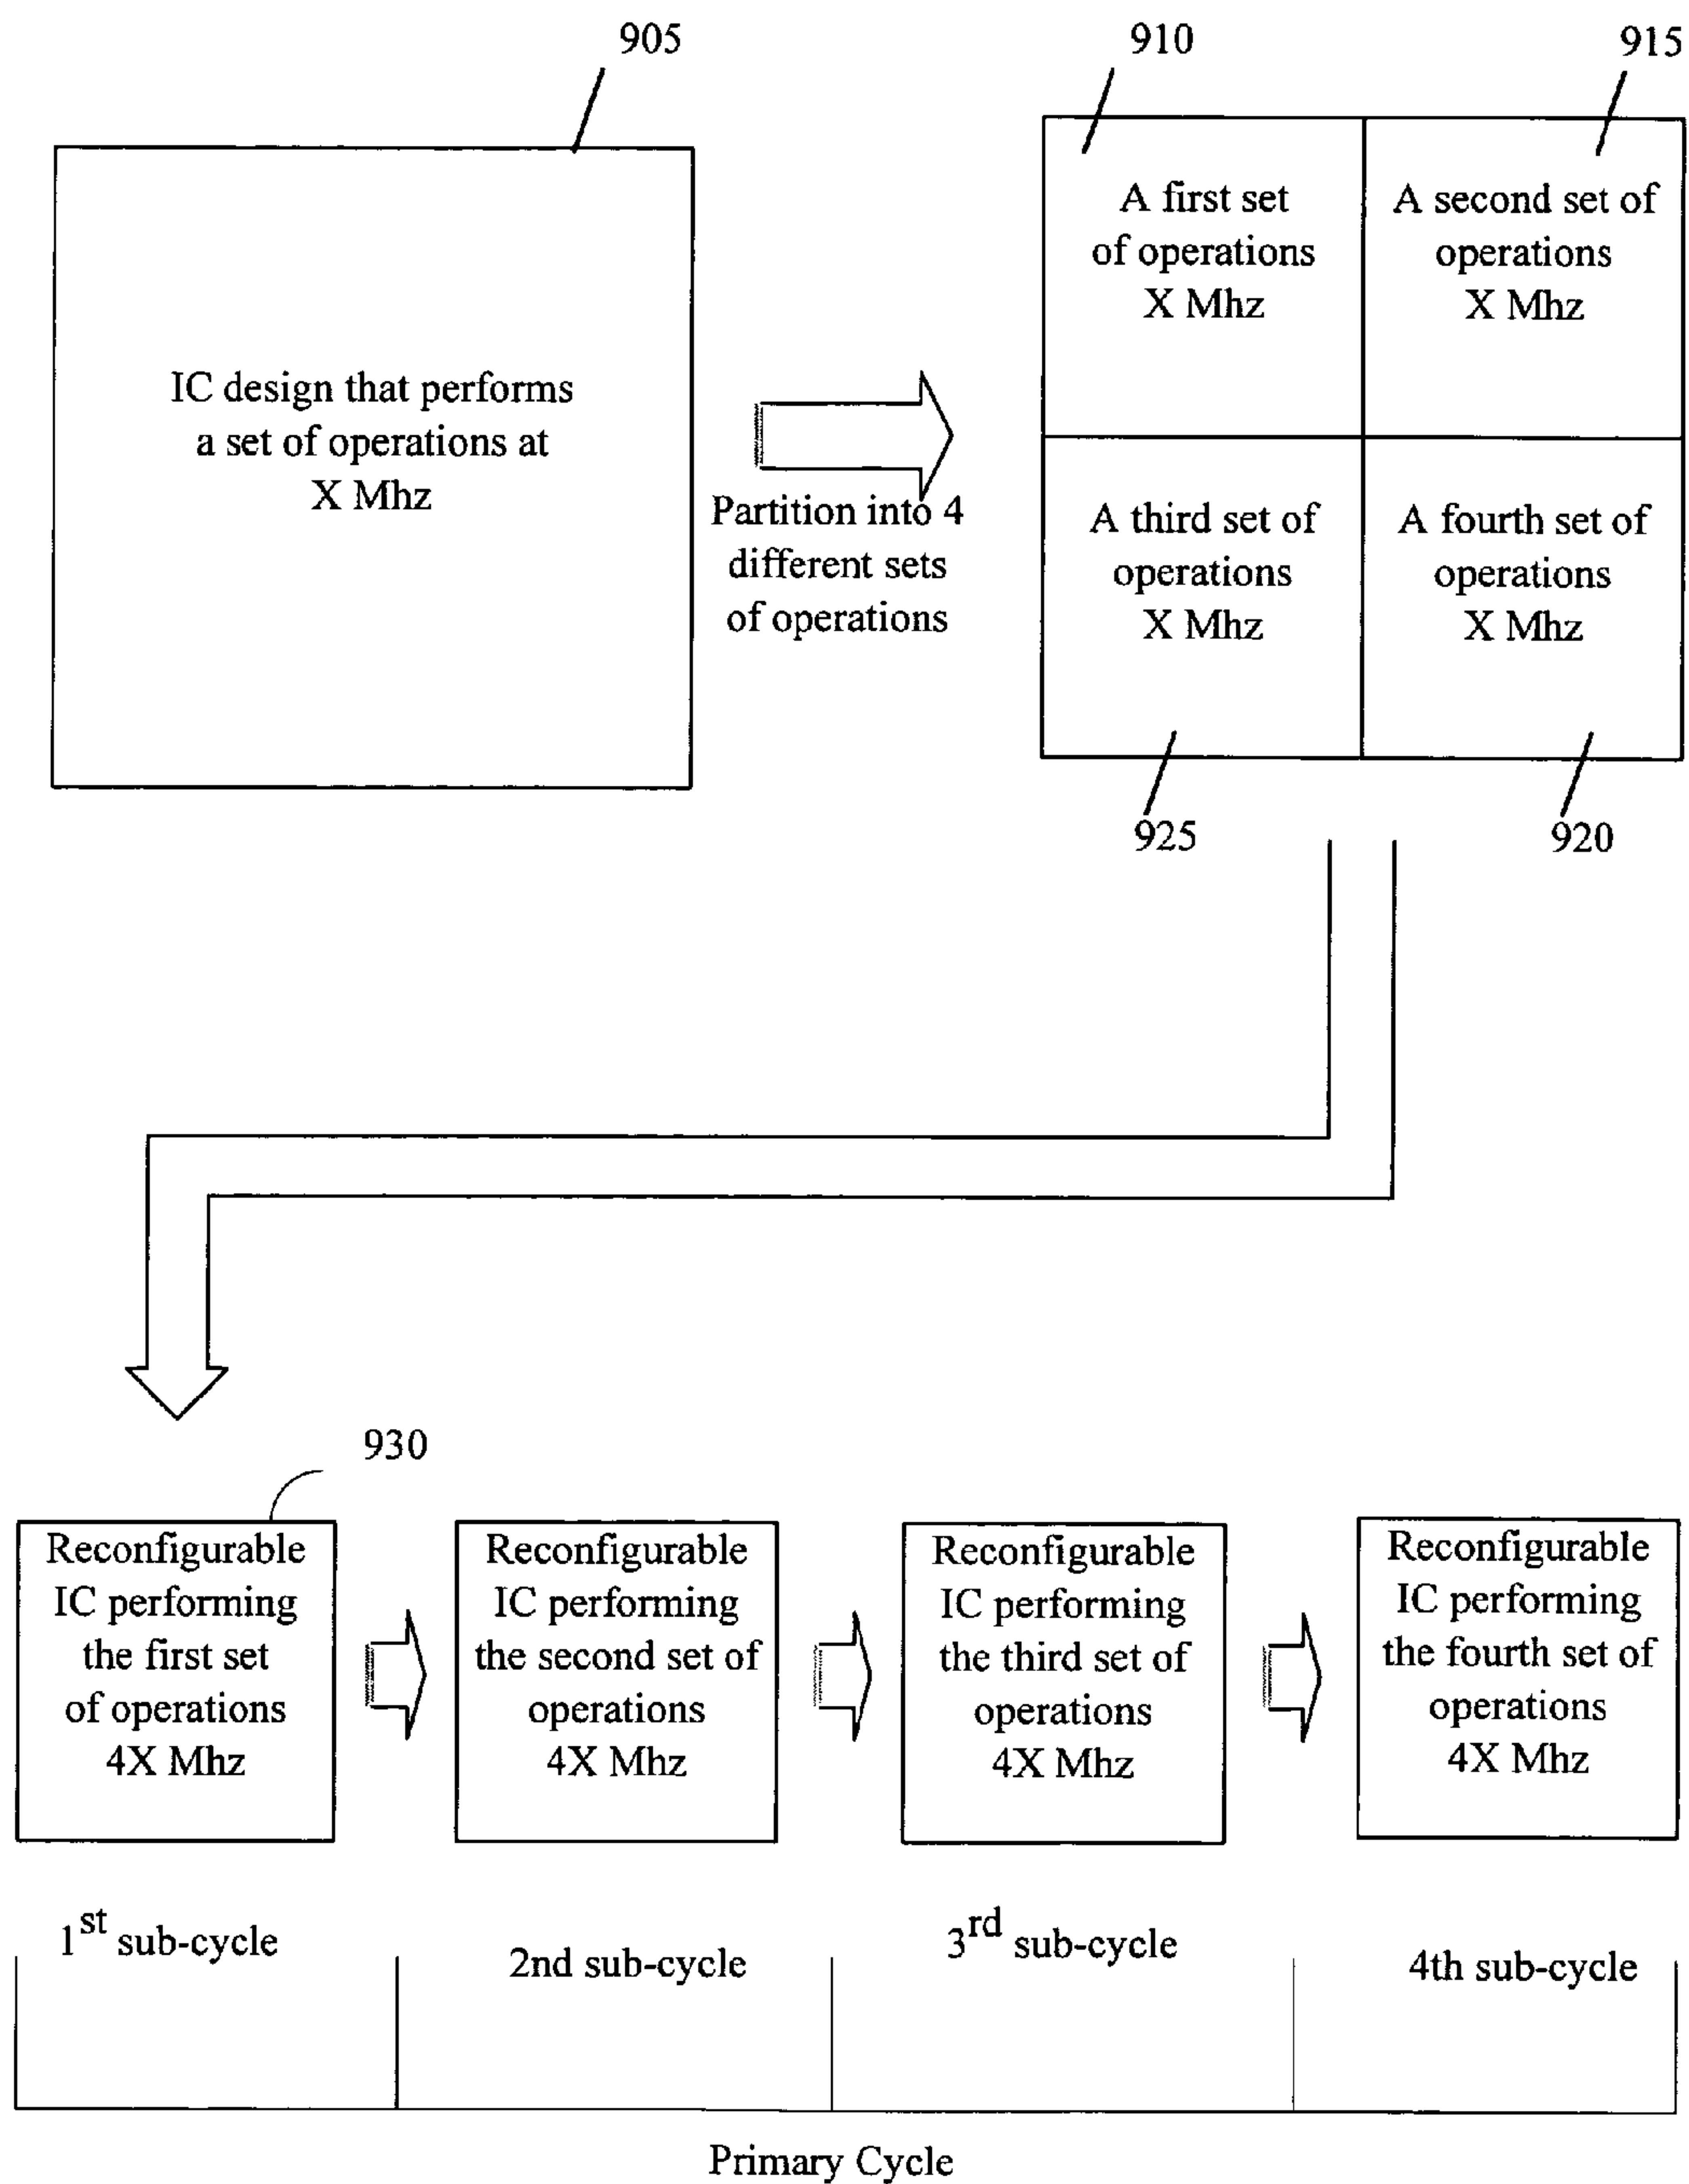 905
910
915
IC design that performs
a set of operations at
X Mhz
Partition into 4
different sets
of operations
A first set
of operations
X Mhz
A second set of
operations
X Mhz
A third set of
operations
X Mhz
A fourth set of
operations
X Mhz
925
920
930
Reconfigurable
IC performing
the first set
of operations
4X Mhz
Reconfigurable
IC performing
the second set of
operations
4X Mhz
Reconfigurable
IC performing
the third set of
operations
4X Mhz
Reconfigurable
IC performing
the fourth set of
operations
4X Mhz
1st sub-cycle
2nd sub-cycle
3rd sub-cycle
4th sub-cycle
Primary Cycle